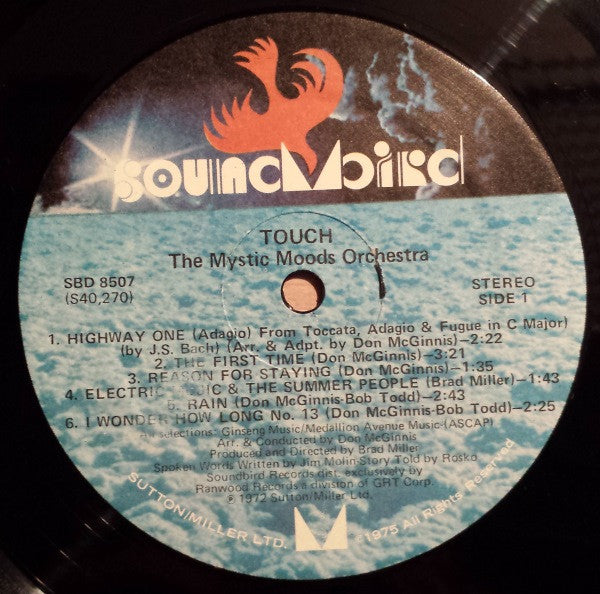 SOUNDbird
TOUCH
The Mystic Moods Orchestra
SBD 8507
(S40,270)
STEREO
SIDE 1
1. HIGHWAY ONE (Adagio) From Toccata, Adagio & Fugue in C Major)
(by J.S. Bach) (Arr. & Adpt. by Don McGinnis)—2:22
2. THE FIRST TIME (Don McGinnis)—3:21
3. REASON FOR STAYING (Don McGinnis)—1:35
4. ELECTRIC & THE SUMMER PEOPLE (Brad Miller)—1:43
5. RAIN (Don McGinnis-Bob Todd)—2:43
6. I WONDER HOW LONG No. 13 (Don McGinnis-Bob Todd)—2:25
All selections: Ginseng Music/Medallion Avenue Music (ASCAP)
Arr. & Conducted by Don McGinnis
Produced and Directed by Brad Miller
Spoken Words Written by Jim Molin-Story Told by Rosko
Soundbird Records dist. exclusively by
Ranwood Records a division of GRT Corp.
℗ 1972 Sutton/Miller Ltd.
SUTTON/MILLER LTD.
©1975 All Rights Reserved